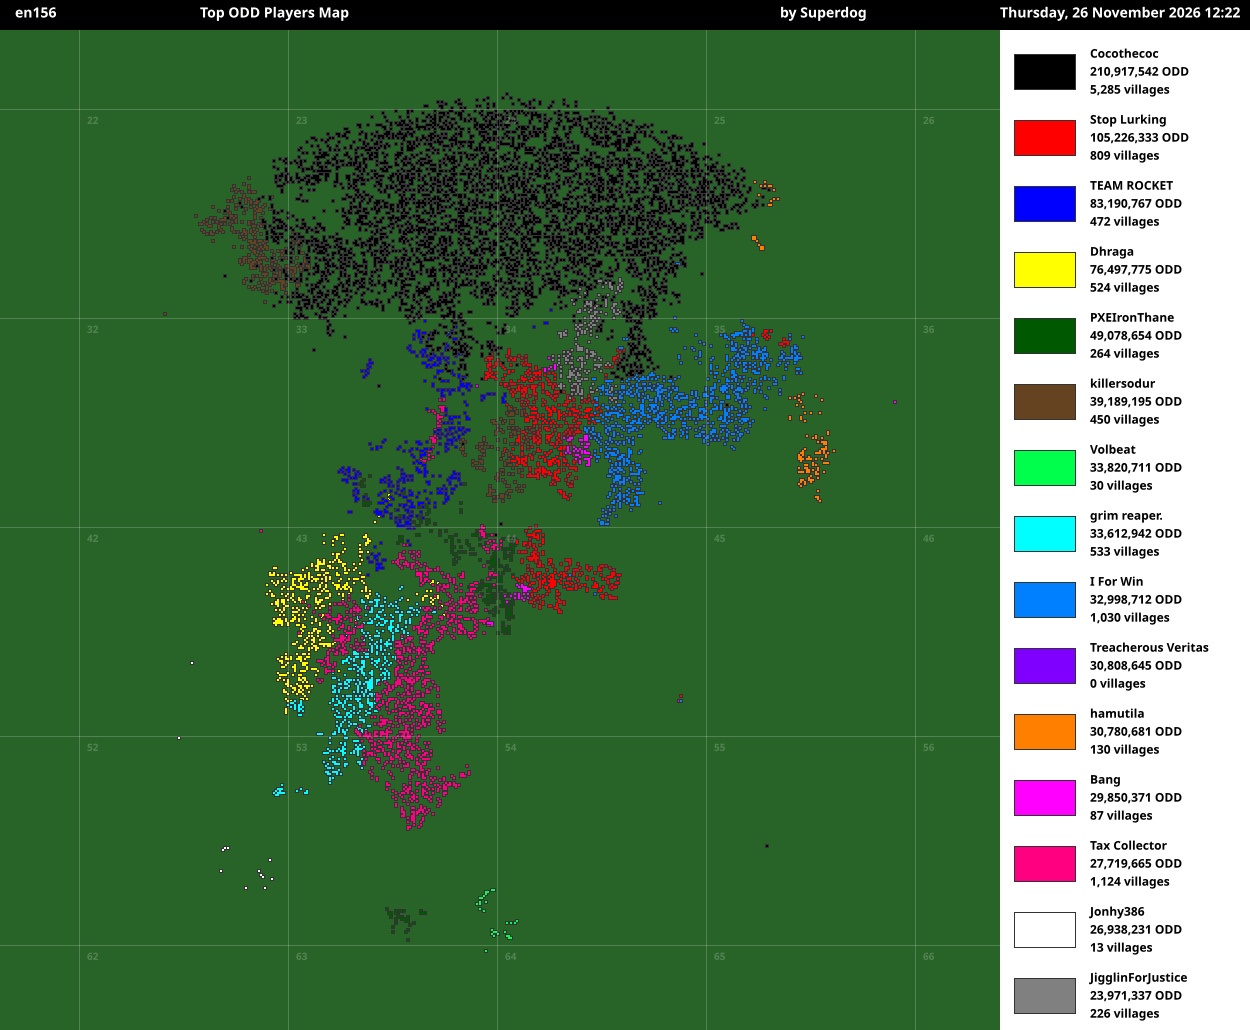 en156 Top ODD Players Map by Superdog Thursday, 26 November 2026 12:22
Cocothecoc
210,917,542 ODD
5,285 villages
Stop Lurking
105,226,333 ODD
809 villages
TEAM ROCKET
83,190,767 ODD
472 villages
Dhraga
76,497,775 ODD
524 villages
PXEIronThane
49,078,654 ODD
264 villages
killersodur
39,189,195 ODD
450 villages
Volbeat
33,820,711 ODD
30 villages
grim reaper.
33,612,942 ODD
533 villages
I For Win
32,998,712 ODD
1,030 villages
Treacherous Veritas
30,808,645 ODD
0 villages
hamutila
30,780,681 ODD
130 villages
Bang
29,850,371 ODD
87 villages
Tax Collector
27,719,665 ODD
1,124 villages
Jonhy386
26,938,231 ODD
13 villages
JigglinForJustice
23,971,337 ODD
226 villages
22 23 25 26
32 33 34 35 36
42 43 44 45 46
52 53 54 55 56
62 63 64 65 66